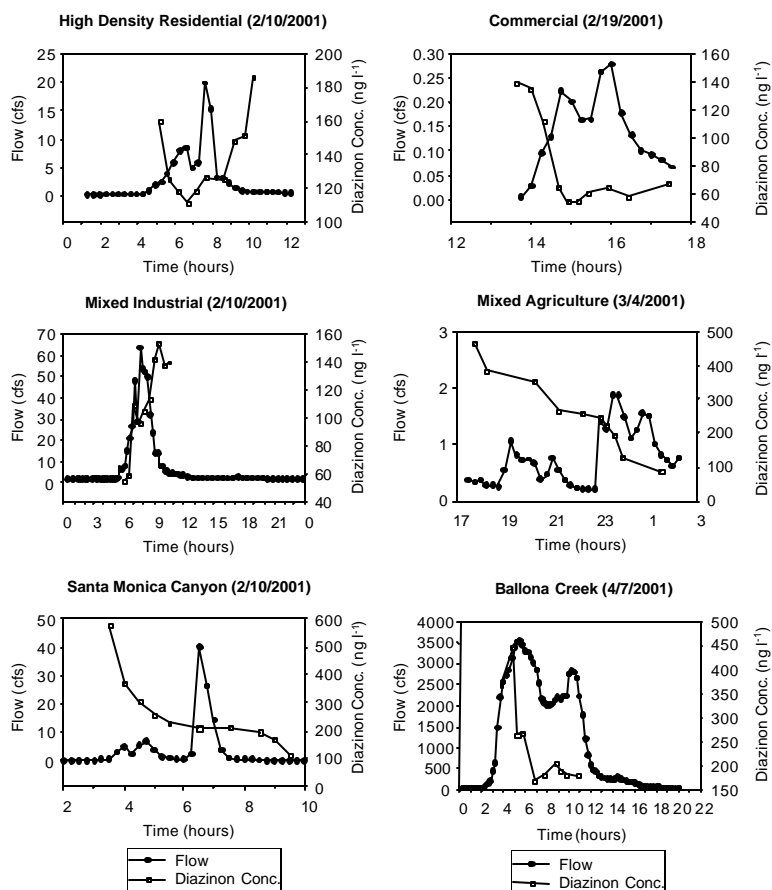 High Density Residential (2/10/2001)
25
20
15
10
5
0
Flow (cfs)
200
180
160
140
120
100
Diazinon Conc. (ng l-1)
0 2 4 6 8 10 12
Time (hours)
Commercial (2/19/2001)
0.30
0.25
0.20
0.15
0.10
0.05
0.00
Flow (cfs)
160
140
120
100
80
60
40
Diazinon Conc. (ng l-1)
12 14 16 18
Time (hours)
Mixed Industrial (2/10/2001)
70
60
50
40
30
20
10
0
Flow (cfs)
160
140
120
100
80
60
40
Diazinon Conc. (ng l-1)
0 3 6 9 12 15 18 21 0
Time (hours)
Mixed Agriculture (3/4/2001)
3
2
1
0
Flow (cfs)
500
400
300
200
100
0
Diazinon Conc. (ng l-1)
17 19 21 23 1 3
Time (hours)
Santa Monica Canyon (2/10/2001)
50
40
30
20
10
0
Flow (cfs)
600
500
400
300
200
100
0
Diazinon Conc. (ng l-1)
2 4 6 8 10
Time (hours)
Ballona Creek (4/7/2001)
4000
3500
3000
2500
2000
1500
1000
500
0
Flow (cfs)
500
450
400
350
300
250
200
150
Diazinon Conc. (ng l-1)
0 2 4 6 8 10 12 14 16 18 20 22
Time (hours)
Flow
Diazinon Conc.
Flow
Diazinon Conc.